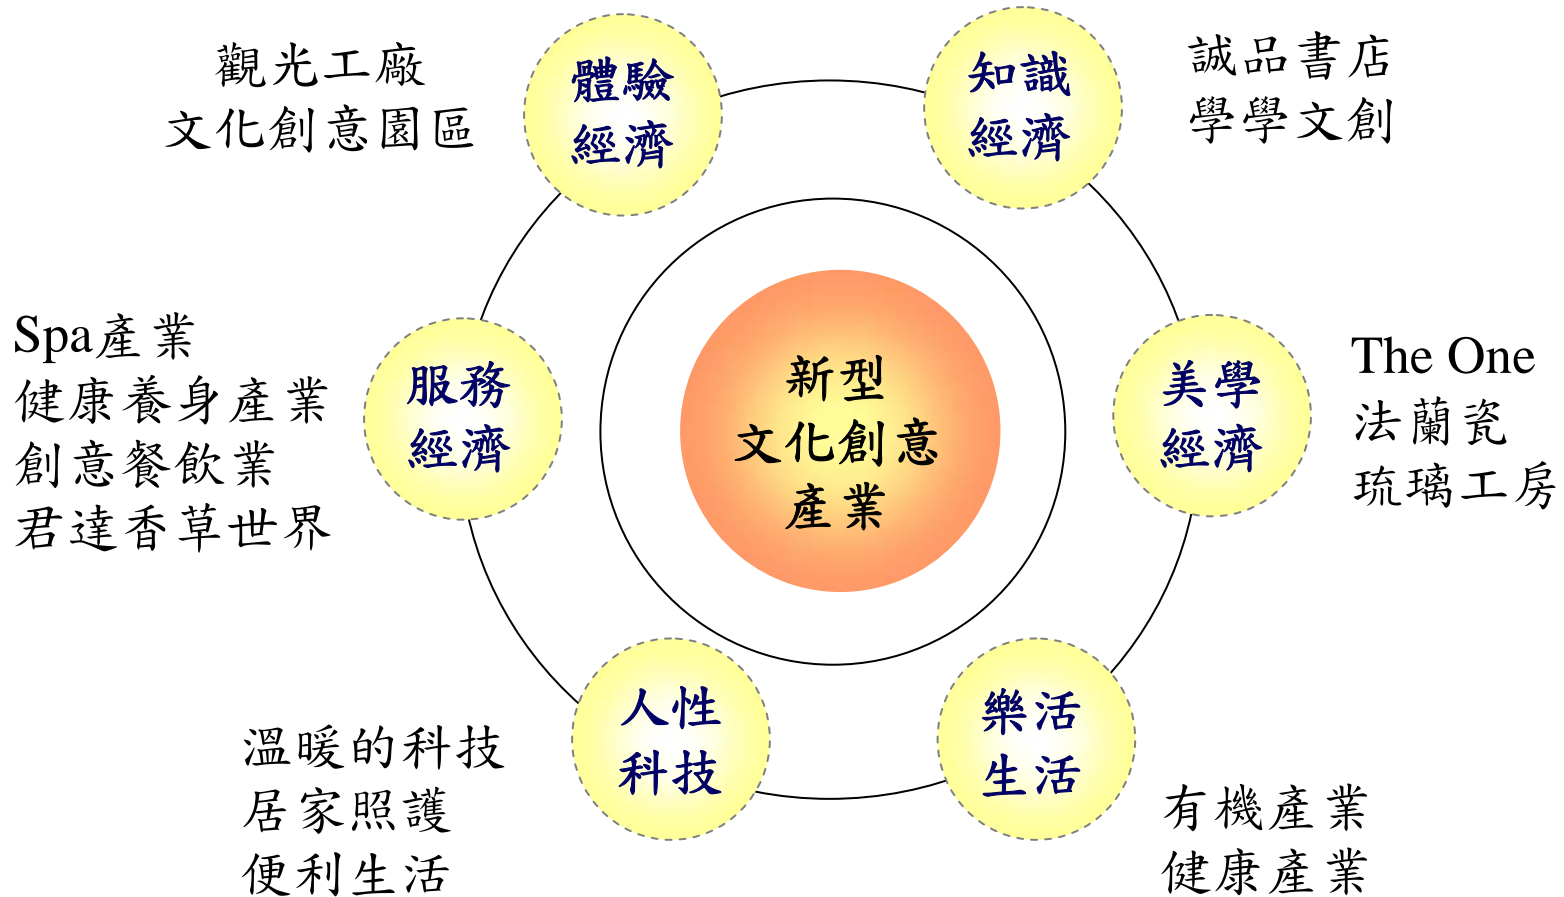 觀光工廠
文化創意園區
體驗
經濟
知識
經濟
誠品書店
學學文創
Spa產業
健康養身產業
創意餐飲業
君達香草世界
服務
經濟
新型
文化創意
產業
美學
經濟
The One
法蘭瓷
琉璃工房
溫暖的科技
居家照護
便利生活
人性
科技
樂活
生活
有機產業
健康產業